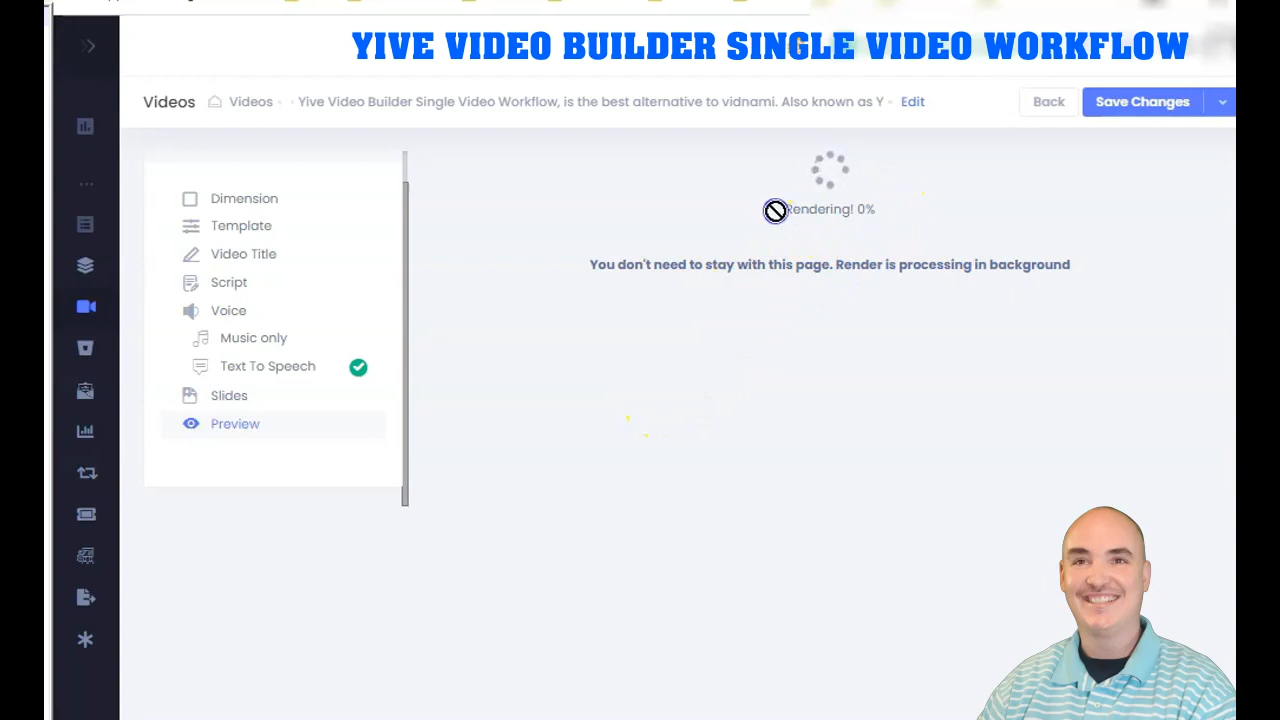 YIVE VIDEO BUILDER SINGLE VIDEO WORKFLOW
Videos Videos Yive Video Builder Single Video Workflow, is the best alternative to vidnami. Also known as Y Edit Back Save Changes
Rendering! 0%
You don't need to stay with this page. Render is processing in background
Dimension
Template
Video Title
Script
Voice
Music only
Text To Speech
Slides
Preview